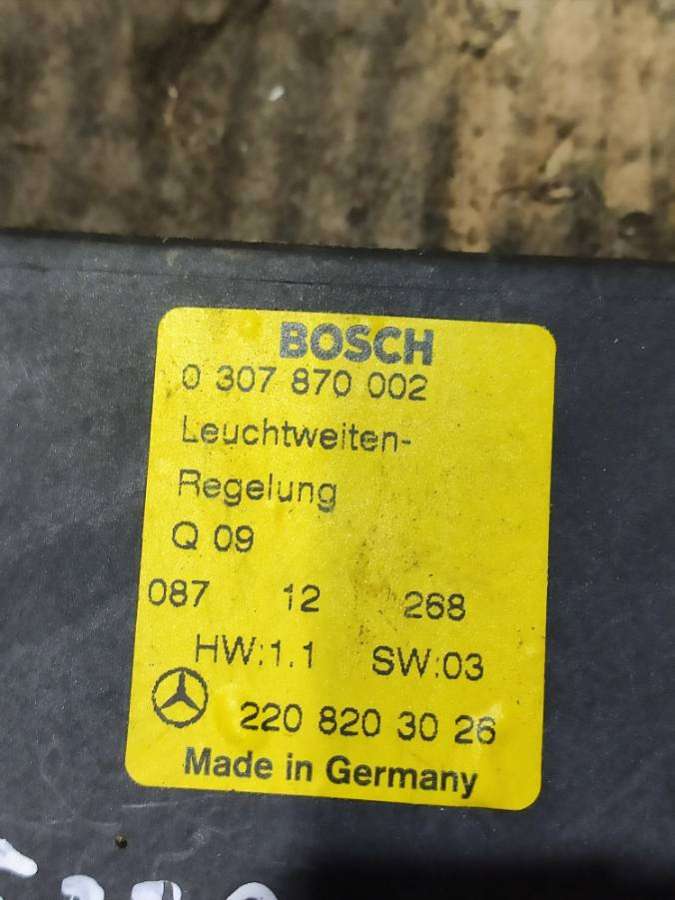 BOSCH
0 307 870 002
Leuchtweiten-
Regelung
Q 09
087 12 268
HW:1.1 SW:03
220 820 30 26
Made in Germany